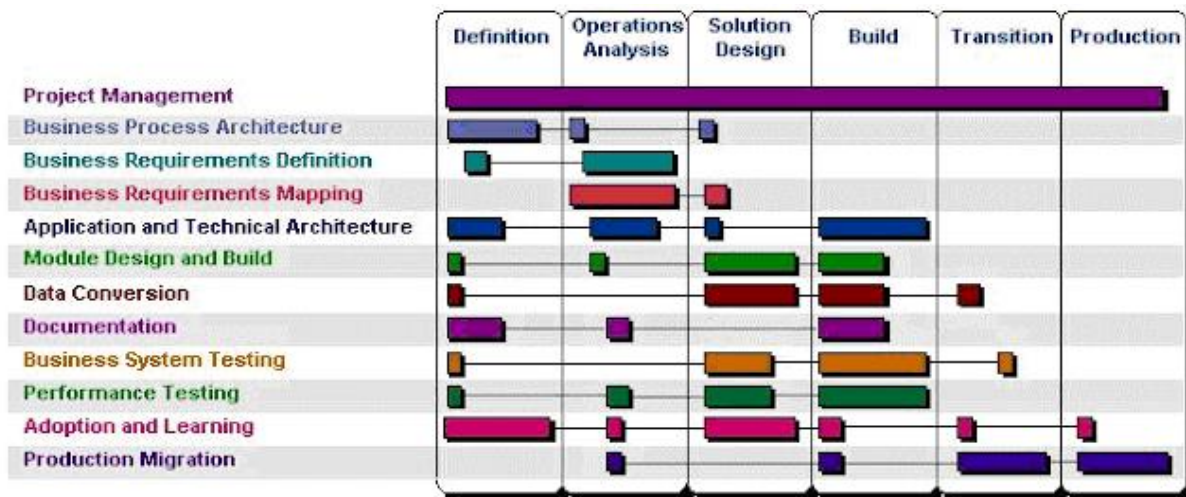 Definition
Operations
Analysis
Solution
Design
Build
Transition
Production
Project Management
Business Process Architecture
Business Requirements Definition
Business Requirements Mapping
Application and Technical Architecture
Module Design and Build
Data Conversion
Documentation
Business System Testing
Performance Testing
Adoption and Learning
Production Migration